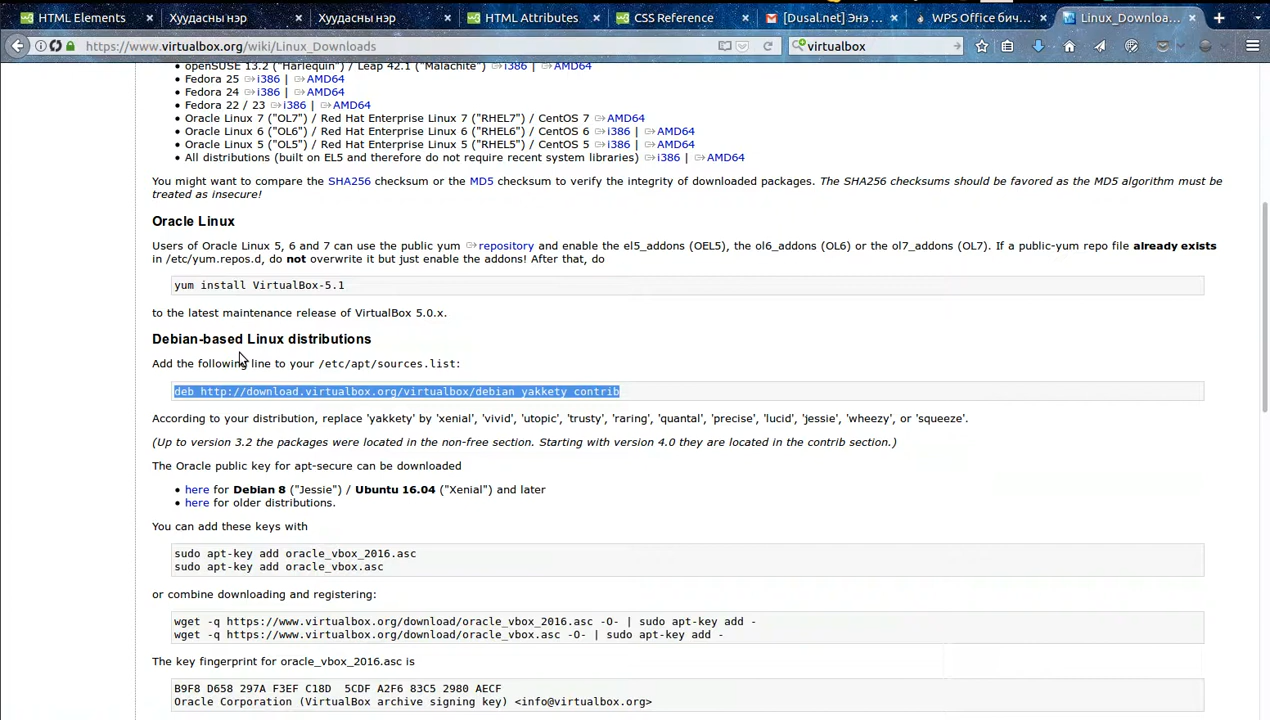 HTML Elements
Худасны нэр
Худасны нэр
HTML Attributes
CSS Reference
[Dusal.net] Энэ ...
WPS Office бич...
Linux_Downloa...
https://www.virtualbox.org/wiki/Linux_Downloads
virtualbox
openSUSE 13.2 ("Harlequin") / Leap 42.1 ("Malachite") i386 | AMD64
Fedora 25 i386 | AMD64
Fedora 24 i386 | AMD64
Fedora 22 / 23 i386 | AMD64
Oracle Linux 7 ("OL7") / Red Hat Enterprise Linux 7 ("RHEL7") / CentOS 7 AMD64
Oracle Linux 6 ("OL6") / Red Hat Enterprise Linux 6 ("RHEL6") / CentOS 6 i386 | AMD64
Oracle Linux 5 ("OL5") / Red Hat Enterprise Linux 5 ("RHEL5") / CentOS 5 i386 | AMD64
All distributions (built on EL5 and therefore do not require recent system libraries) i386 | AMD64
You might want to compare the SHA256 checksum or the MD5 checksum to verify the integrity of downloaded packages. The SHA256 checksums should be favored as the MD5 algorithm must be
treated as insecure!
Oracle Linux
Users of Oracle Linux 5, 6 and 7 can use the public yum repository and enable the el5_addons (OEL5), the ol6_addons (OL6) or the ol7_addons (OL7). If a public-yum repo file already exists
in /etc/yum.repos.d, do not overwrite it but just enable the addons! After that, do
yum install VirtualBox-5.1
to the latest maintenance release of VirtualBox 5.0.x.
Debian-based Linux distributions
Add the following line to your /etc/apt/sources.list:
deb http://download.virtualbox.org/virtualbox/debian yakkety contrib
According to your distribution, replace 'yakkety' by 'xenial', 'vivid', 'utopic', 'trusty', 'raring', 'quantal', 'precise', 'lucid', 'jessie', 'wheezy', or 'squeeze'.
(Up to version 3.2 the packages were located in the non-free section. Starting with version 4.0 they are located in the contrib section.)
The Oracle public key for apt-secure can be downloaded
here for Debian 8 ("Jessie") / Ubuntu 16.04 ("Xenial") and later
here for older distributions.
You can add these keys with
sudo apt-key add oracle_vbox_2016.asc
sudo apt-key add oracle_vbox.asc
or combine downloading and registering:
wget -q https://www.virtualbox.org/download/oracle_vbox_2016.asc -O- | sudo apt-key add -
wget -q https://www.virtualbox.org/download/oracle_vbox.asc -O- | sudo apt-key add -
The key fingerprint for oracle_vbox_2016.asc is
B9F8 D658 297A F3EF C18D  5CDF A2F6 83C5 2980 AECF
Oracle Corporation (VirtualBox archive signing key) <info@virtualbox.org>